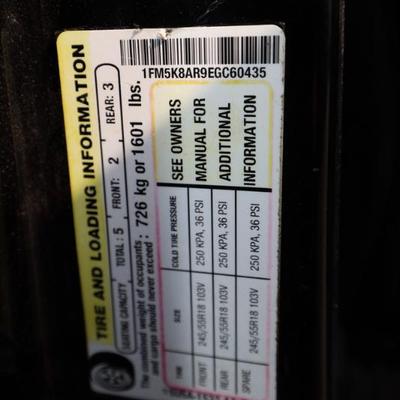 1FM5K8AR9EGC60435
TIRE AND LOADING INFORMATION
SEATING CAPACITY TOTAL: 5 FRONT: 2 REAR: 3
The combined weight of occupants and cargo should never exceed: 726 kg or 1601 lbs.
TIRE SIZE COLD TIRE PRESSURE
FRONT 245/55R18 103V 250 KPA, 36 PSI
REAR 245/55R18 103V 250 KPA, 36 PSI
SPARE 245/55R18 103V 250 KPA, 36 PSI
SEE OWNERS
MANUAL FOR
ADDITIONAL
INFORMATION